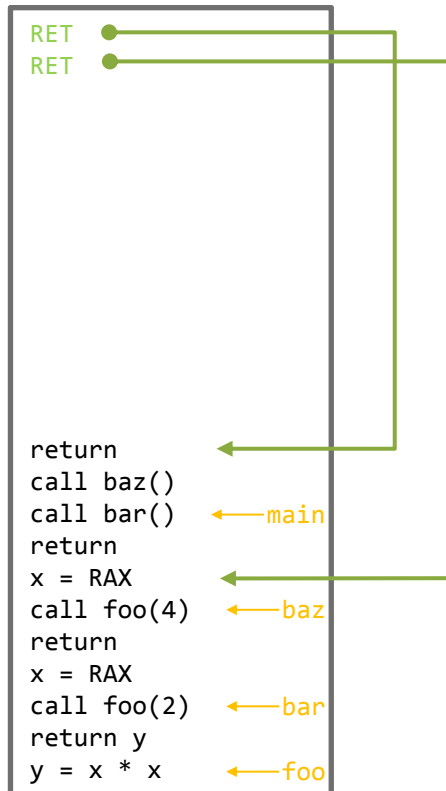 RET
RET
return
call baz()
call bar() main
return
x = RAX
call foo(4) baz
return
x = RAX
call foo(2) bar
return y
y = x * x foo